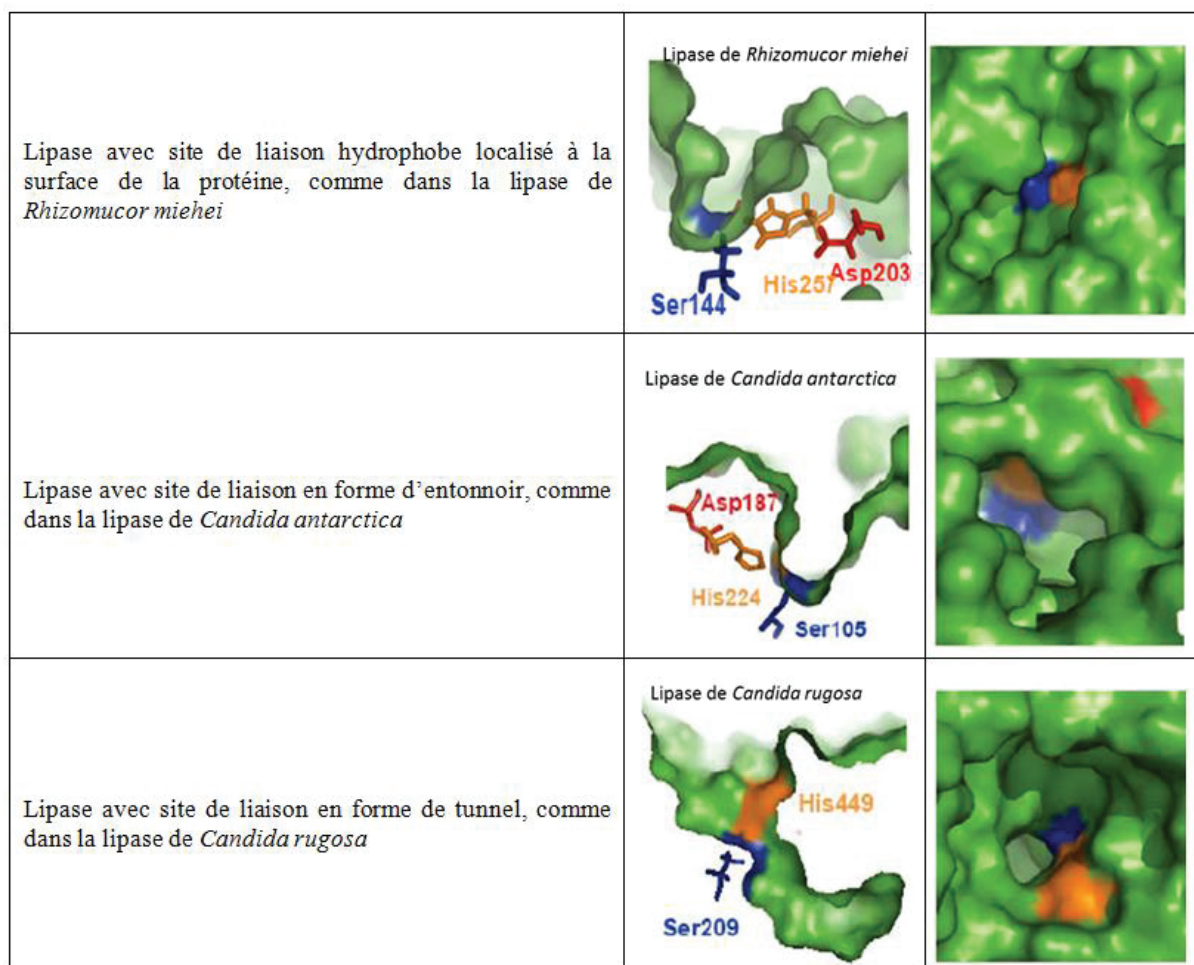 Lipase avec site de liaison hydrophobe localisé à la
surface de la protéine, comme dans la lipase de
Rhizomucor miehei
Lipase de Rhizomucor miehei
Ser144
His257
Asp203
Lipase avec site de liaison en forme d’entonnoir, comme
dans la lipase de Candida antarctica
Lipase de Candida antarctica
Asp187
His224
Ser105
Lipase avec site de liaison en forme de tunnel, comme
dans la lipase de Candida rugosa
Lipase de Candida rugosa
His449
Ser209